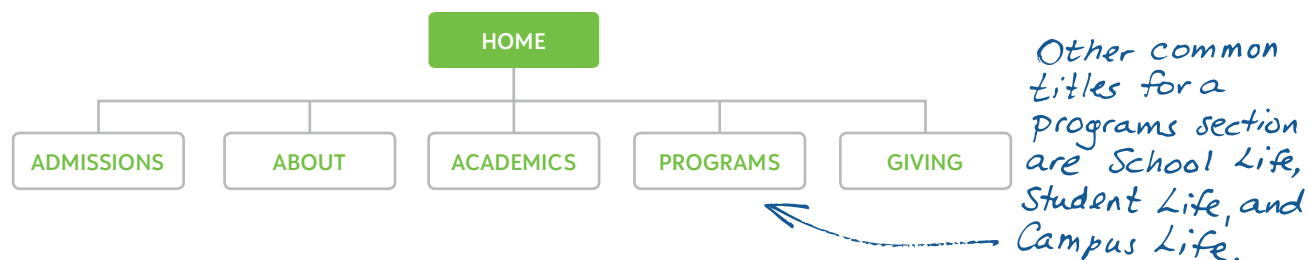 HOME
ADMISSIONS
ABOUT
ACADEMICS
PROGRAMS
GIVING
Other common
titles for a
programs section
are School Life,
Student Life, and
Campus Life.